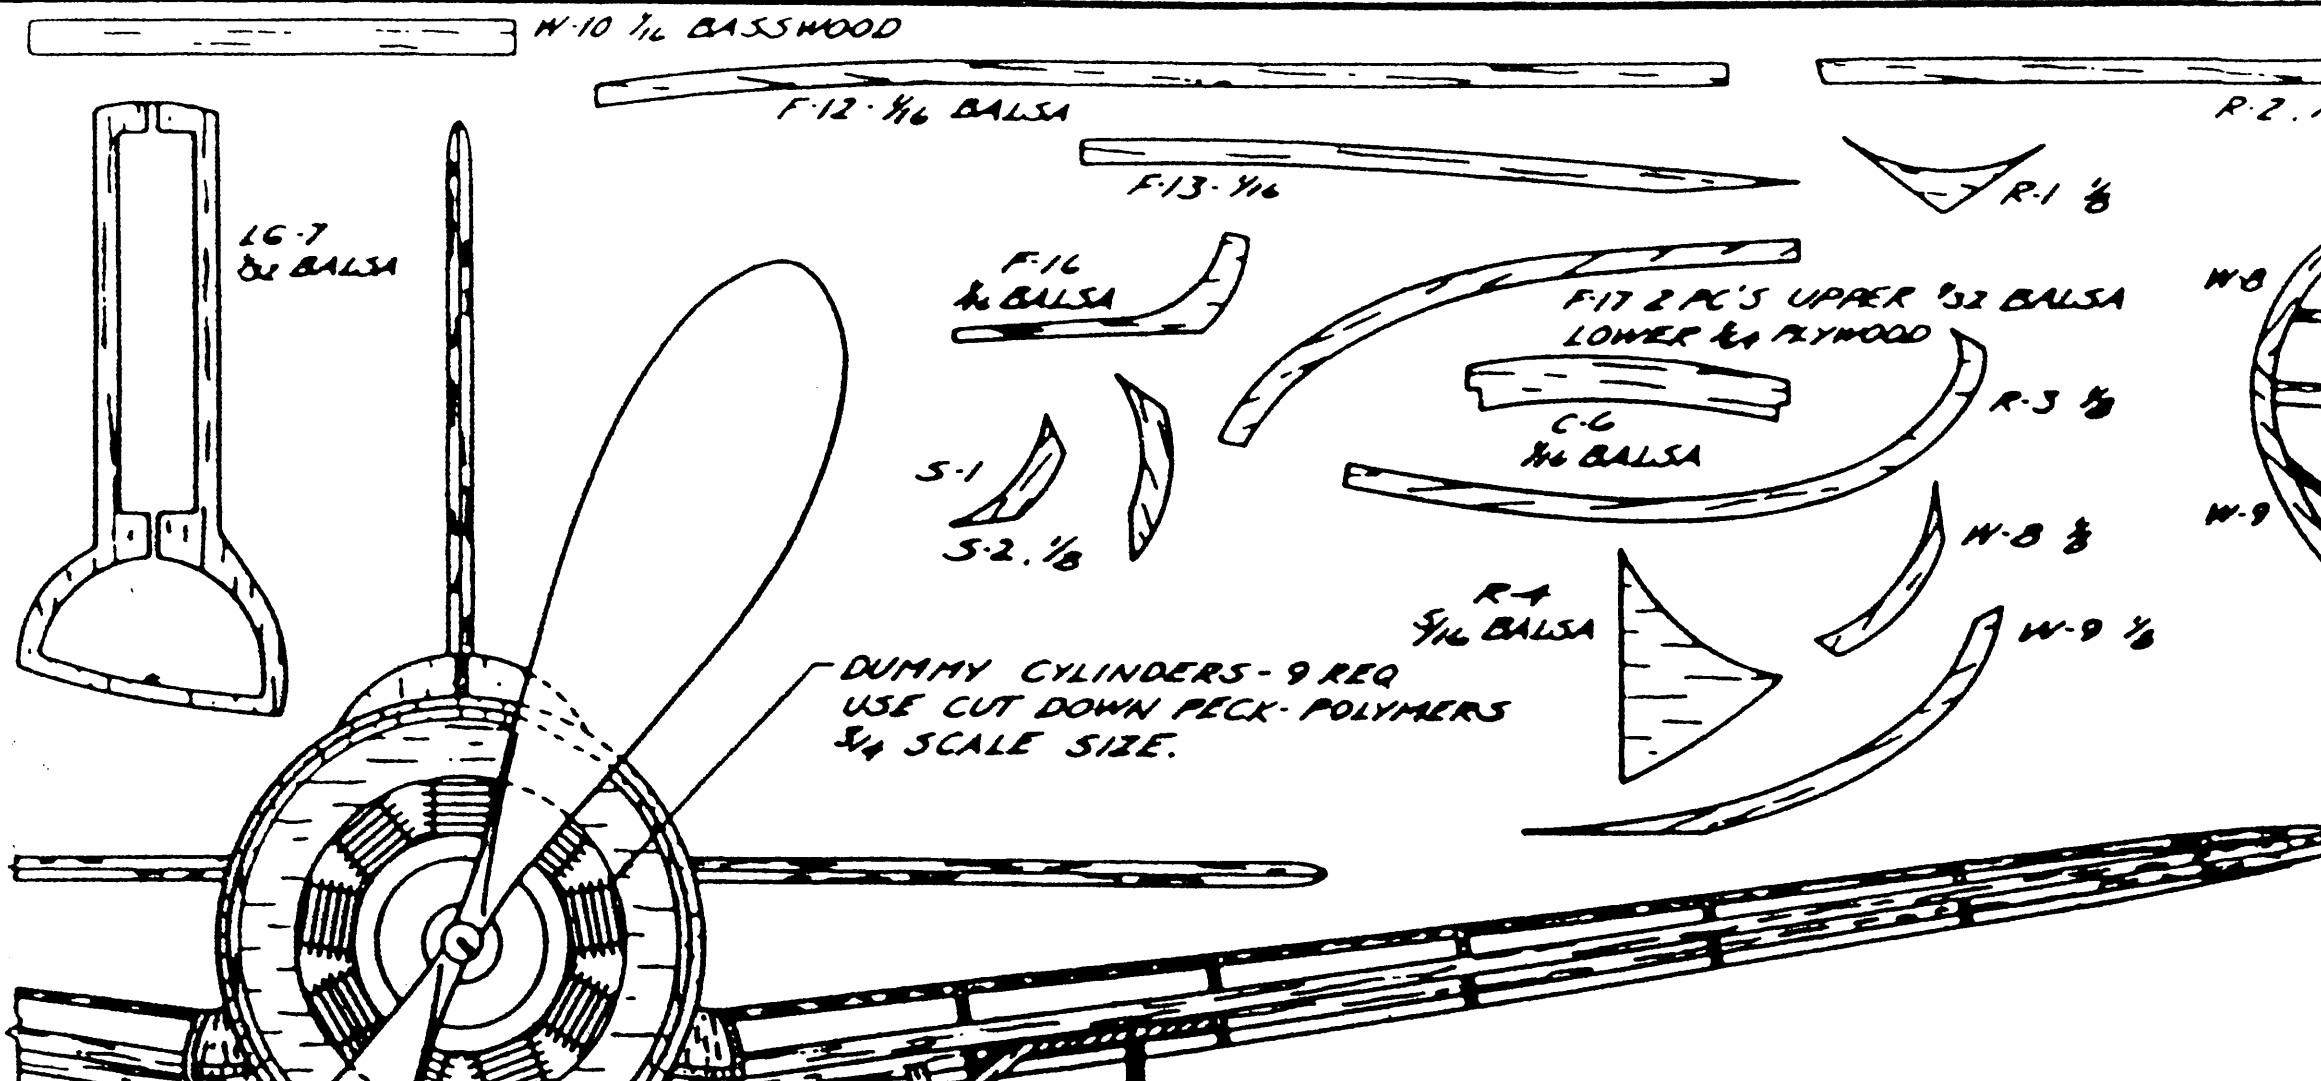 W-10 1/16 BASSWOOD
F-12 - 1/16 BALSA
R-2.
F-13 - 1/16
R-1 1/8
LG-7
1/32 BALSA
F-16
1/16 BALSA
F-17 2 PC'S UPPER 1/32 BALSA
LOWER 1/64 PLYWOOD
W-8
R-3 1/8
C-6
1/16 BALSA
S-1
S-2. 1/8
W-9
W-8 1/8
R-4
5/16 BALSA
W-9 1/8
DUMMY CYLINDERS - 9 REQ
USE CUT DOWN PECK-POLYMERS
3/4 SCALE SIZE.